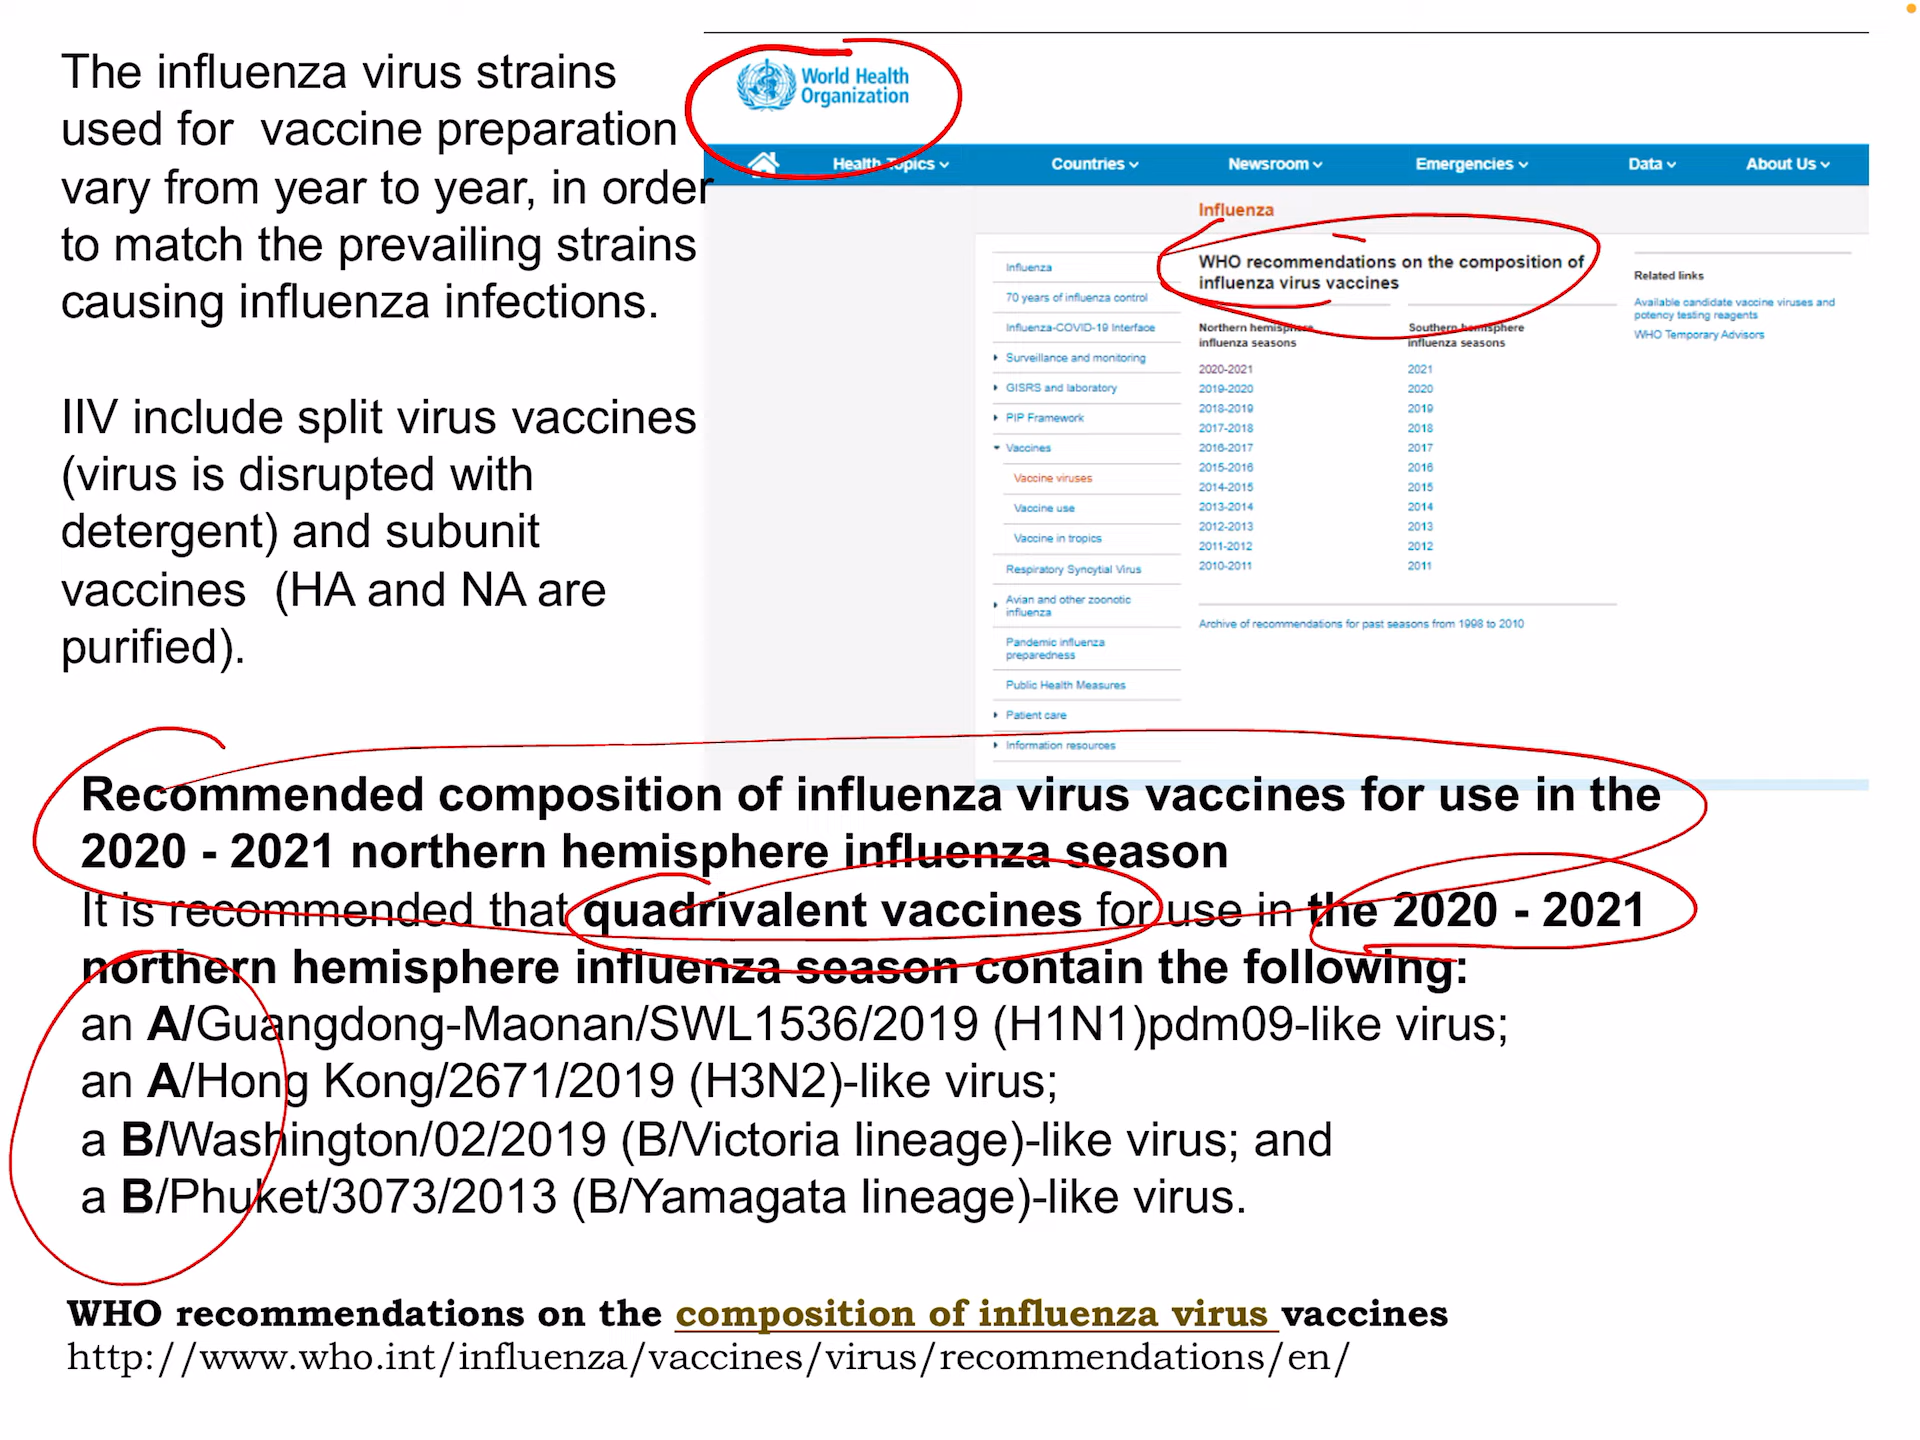 The influenza virus strains
used for  vaccine preparation
vary from year to year, in order
to match the prevailing strains
causing influenza infections.
IIV include split virus vaccines
(virus is disrupted with
detergent) and subunit
vaccines  (HA and NA are
purified).
World Health
Organization
Health Topics
Countries
Newsroom
Emergencies
Data
About Us
Influenza
Influenza
70 years of influenza control
Influenza-COVID-19 Interface
Surveillance and monitoring
GISRS and laboratory
PIP Framework
Vaccines
Vaccine viruses
Vaccine use
Vaccine in tropics
Respiratory Syncytial Virus
Avian and other zoonotic
influenza
Pandemic influenza
preparedness
Public Health Measures
Patient care
Information resources
WHO recommendations on the composition of
influenza virus vaccines
Northern hemisphere
influenza seasons
2020-2021
2019-2020
2018-2019
2017-2018
2016-2017
2015-2016
2014-2015
2013-2014
2012-2013
2011-2012
2010-2011
Southern hemisphere
influenza seasons
2021
2020
2019
2018
2017
2016
2015
2014
2013
2012
2011
Archive of recommendations for past seasons from 1998 to 2010
Related links
Available candidate vaccine viruses and
potency testing reagents
WHO Temporary Advisors
Recommended composition of influenza virus vaccines for use in the
2020 - 2021 northern hemisphere influenza season
It is recommended that quadrivalent vaccines for use in the 2020 - 2021
northern hemisphere influenza season contain the following:
an A/Guangdong-Maonan/SWL1536/2019 (H1N1)pdm09-like virus;
an A/Hong Kong/2671/2019 (H3N2)-like virus;
a B/Washington/02/2019 (B/Victoria lineage)-like virus; and
a B/Phuket/3073/2013 (B/Yamagata lineage)-like virus.
WHO recommendations on the composition of influenza virus vaccines
http://www.who.int/influenza/vaccines/virus/recommendations/en/